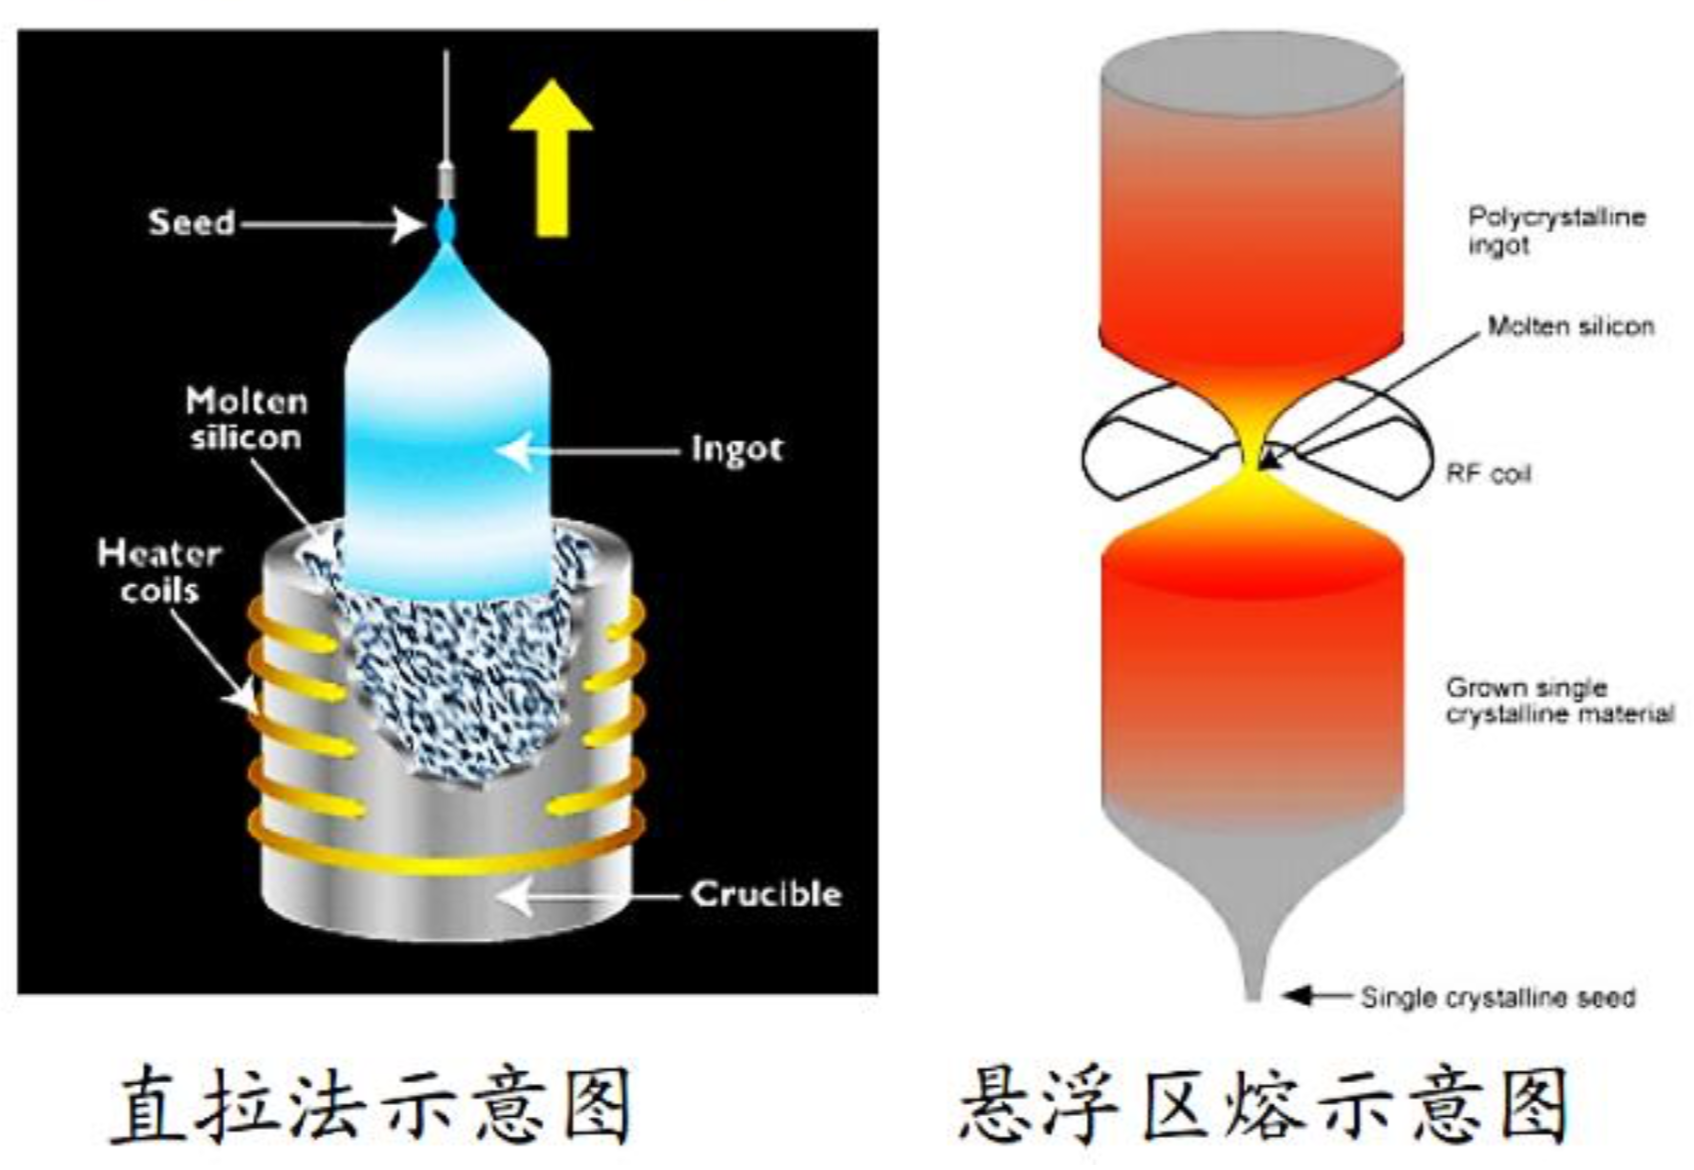 Seed
Molten
silicon
Ingot
Heater
coils
Crucible
直拉法示意图
Polycrystalline
ingot
Molten silicon
RF coil
Grown single
crystalline material
Single crystalline seed
悬浮区熔示意图